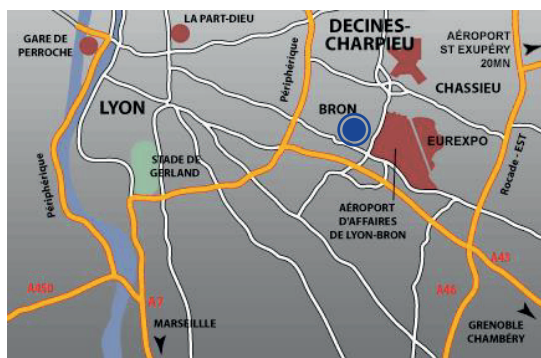 LA PART-DIEU
GARE DE
PERROCHE
DECINES-
CHARPIEU
AÉROPORT
ST EXUPÉRY
20MN
CHASSIEU
LYON
Périphérique
BRON
EUREXPO
STADE DE
GERLAND
Périphérique
AÉROPORT
D'AFFAIRES
DE LYON-BRON
Rocade - EST
A450
A7
A46
A43
MARSEILLLE
GRENOBLE
CHAMBÉRY